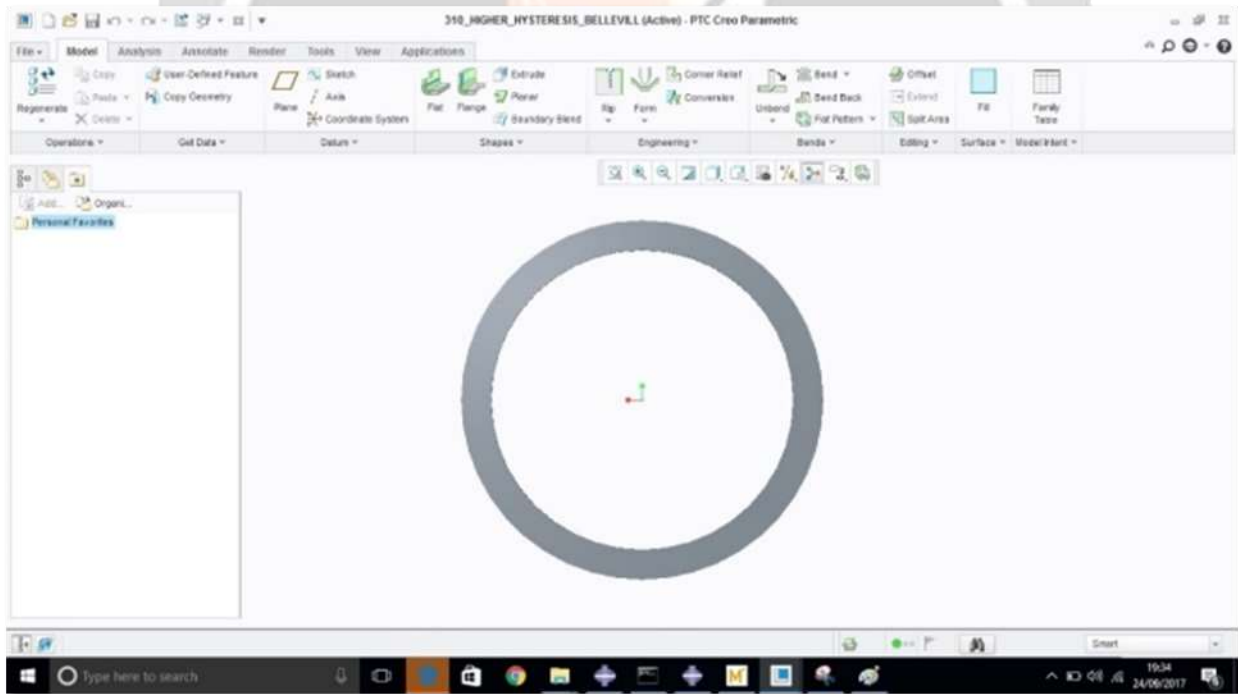 310_HIGHER_HYSTERESIS_BELLEVILL (Active) - PTC Creo Parametric
File Model Analysis Annotate Render Tools View Applications
Copy User-Defined Feature Sketch Extrude Corner Relief Bend Offset
Regenerate Paste Copy Geometry Plane Axis Flat Flange Planar Rip Form Conversion Unbend Bend Back Extend Fill Family Table
Delete Coordinate System Boundary Blend Flat Pattern Split Area
Operations Get Data Datum Shapes Engineering Bends Editing Surface Model Intent
Add... Organi...
Personal Favorites
Smart
Type here to search
19:34
24/09/2017